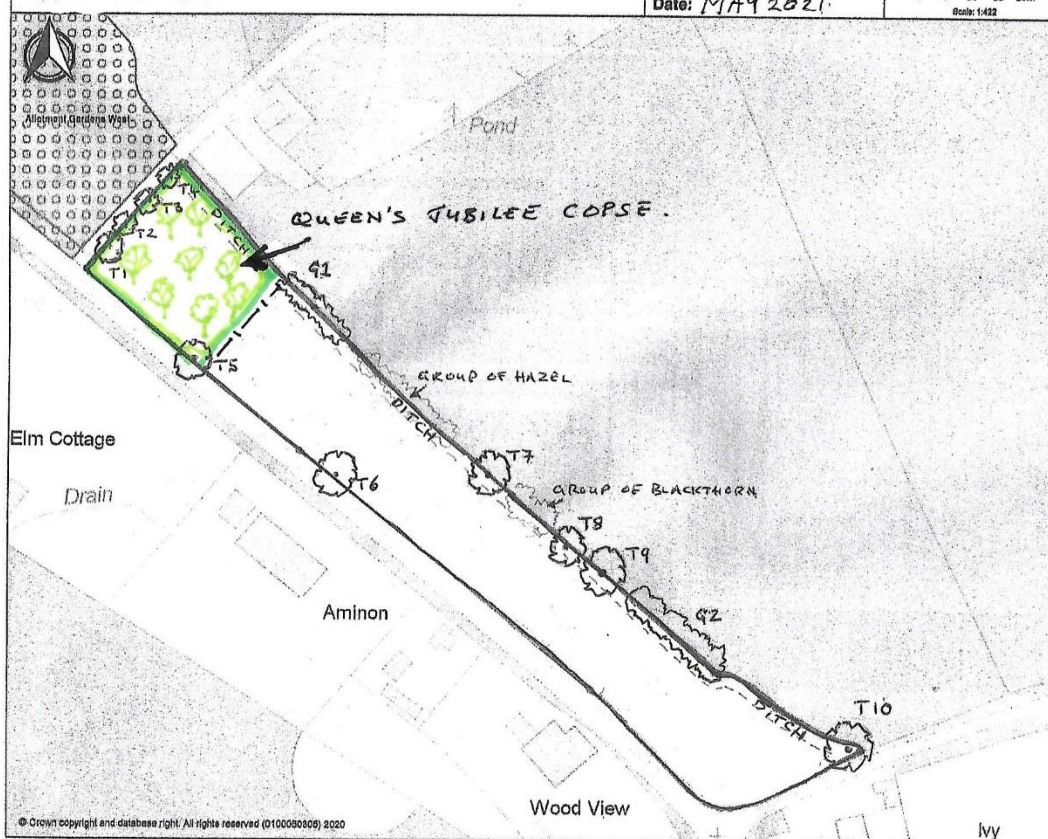 Date: MAY 2021.
Scale: 1:422
Allotment Gardens West
Pond
QUEEN'S JUBILEE COPSE.
DITCH
T4
T3
T2
T1
G1
T5
GROUP OF HAZEL
DITCH
T7
Elm Cottage
T6
Drain
GROUP OF BLACKTHORN
T8
T9
Aminon
G2
DITCH
T10
Wood View
Ivy
© Crown copyright and database right. All rights reserved (0100060806) 2020